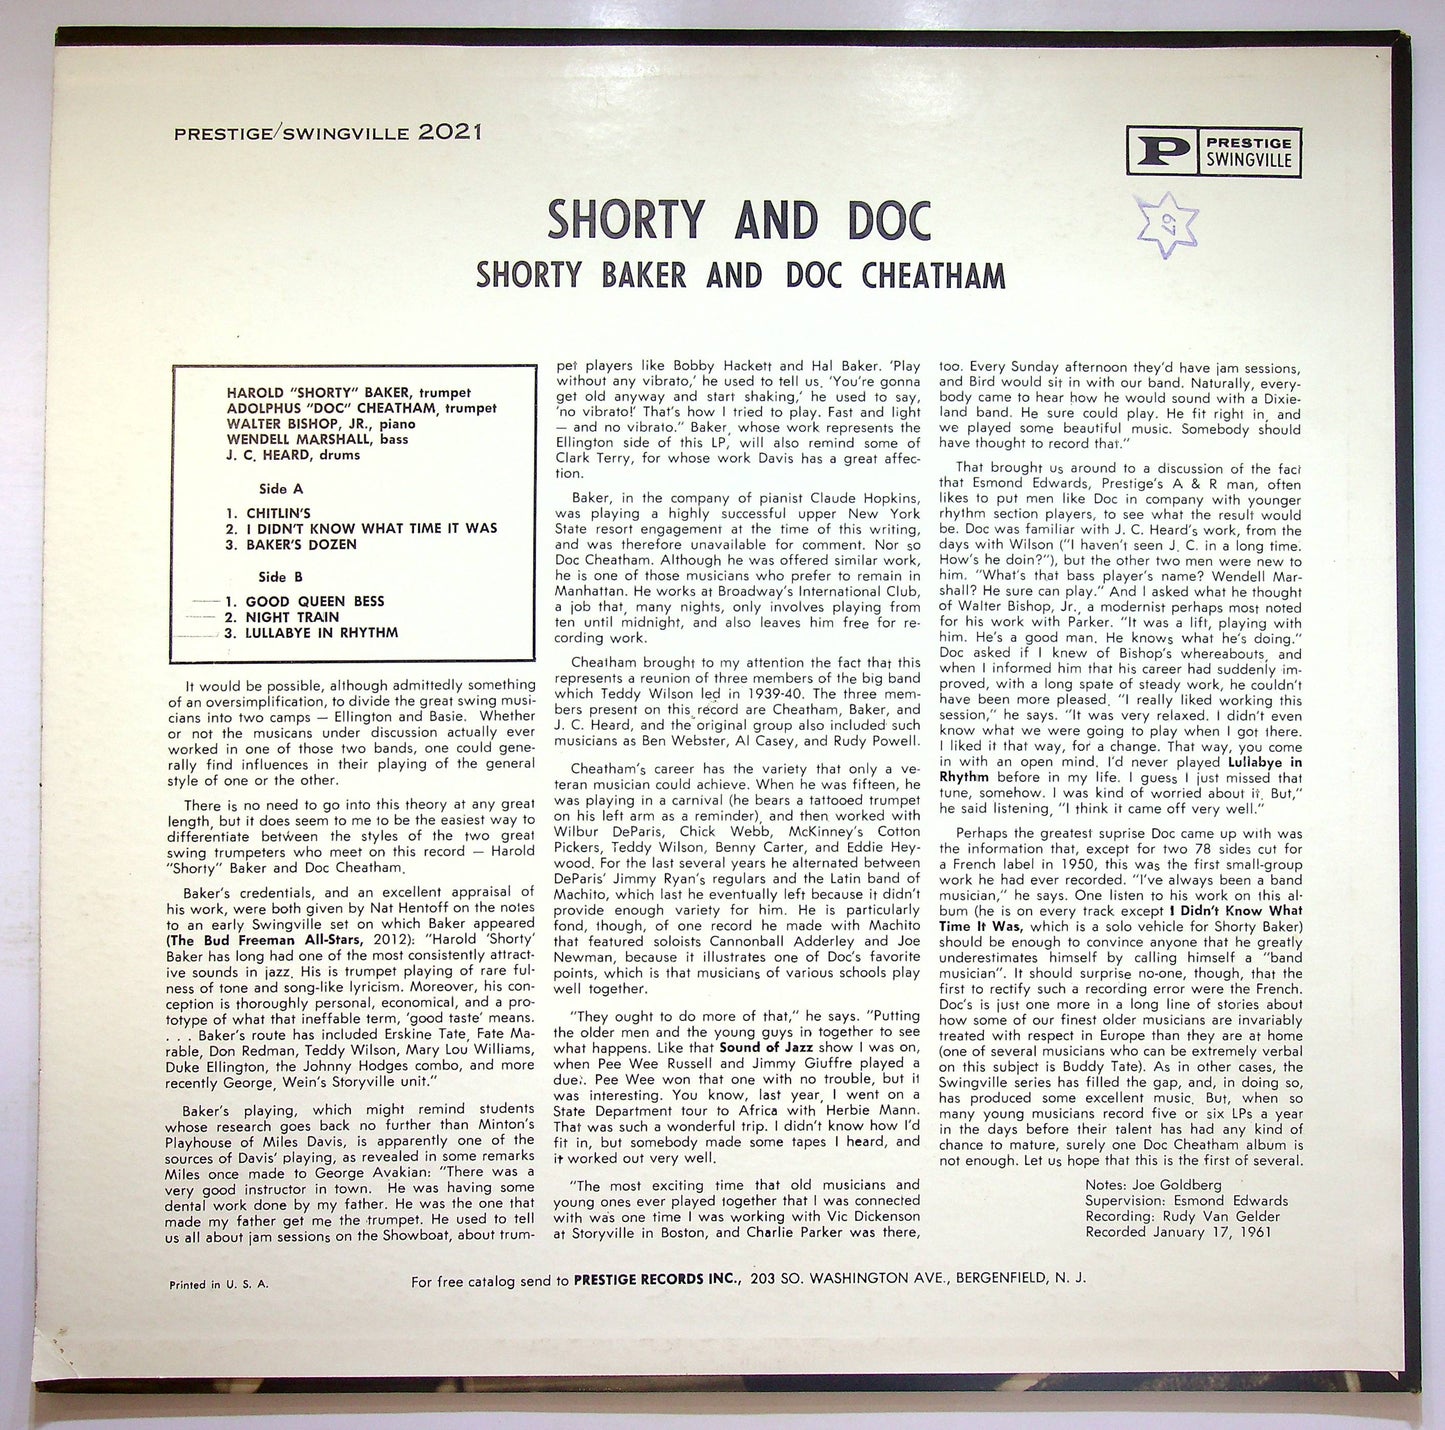 PRESTIGE/SWINGVILLE 2021
P PRESTIGE
SWINGVILLE
67
SHORTY AND DOC
SHORTY BAKER AND DOC CHEATHAM
HAROLD "SHORTY" BAKER, trumpet
ADOLPHUS "DOC" CHEATHAM, trumpet
WALTER BISHOP, JR., piano
WENDELL MARSHALL, bass
J. C. HEARD, drums
Side A
1. CHITLIN'S
2. I DIDN'T KNOW WHAT TIME IT WAS
3. BAKER'S DOZEN
Side B
1. GOOD QUEEN BESS
2. NIGHT TRAIN
3. LULLABYE IN RHYTHM
It would be possible, although admittedly something
of an oversimplification, to divide the great swing musi-
cians into two camps — Ellington and Basie. Whether
or not the musicans under discussion actually ever
worked in one of those two bands, one could gene-
rally find influences in their playing of the general
style of one or the other.
There is no need to go into this theory at any great
length, but it does seem to me to be the easiest way to
differentiate between the styles of the two great
swing trumpeters who meet on this record — Harold
"Shorty" Baker and Doc Cheatham.
Baker's credentials, and an excellent appraisal of
his work, were both given by Nat Hentoff on the notes
to an early Swingville set on which Baker appeared
(The Bud Freeman All-Stars, 2012): "Harold 'Shorty'
Baker has long had one of the most consistently attract-
ive sounds in jazz. His is trumpet playing of rare ful-
ness of tone and song-like lyricism. Moreover, his con-
ception is thoroughly personal, economical, and a pro-
totype of what that ineffable term, 'good taste' means.
. . . Baker's route has included Erskine Tate, Fate Ma-
rable, Don Redman, Teddy Wilson, Mary Lou Williams,
Duke Ellington, the Johnny Hodges combo, and more
recently George, Wein's Storyville unit."
Baker's playing, which might remind students
whose research goes back no further than Minton's
Playhouse of Miles Davis, is apparently one of the
sources of Davis' playing, as revealed in some remarks
Miles once made to George Avakian: "There was a
very good instructor in town. He was having some
dental work done by my father. He was the one that
made my father get me the trumpet. He used to tell
us all about jam sessions on the Showboat, about trum-
pet players like Bobby Hackett and Hal Baker. 'Play
without any vibrato,' he used to tell us. 'You're gonna
get old anyway and start shaking,' he used to say,
'no vibrato!' That's how I tried to play. Fast and light
— and no vibrato." Baker, whose work represents the
Ellington side of this LP, will also remind some of
Clark Terry, for whose work Davis has a great affec-
tion.
Baker, in the company of pianist Claude Hopkins,
was playing a highly successful upper New York
State resort engagement at the time of this writing,
and was therefore unavailable for comment. Nor so
Doc Cheatham. Although he was offered similar work,
he is one of those musicians who prefer to remain in
Manhattan. He works at Broadway's International Club,
a job that, many nights, only involves playing from
ten until midnight, and also leaves him free for re-
cording work.
Cheatham brought to my attention the fact that this
represents a reunion of three members of the big band
which Teddy Wilson led in 1939-40. The three mem-
bers present on this record are Cheatham, Baker, and
J. C. Heard, and the original group also included such
musicians as Ben Webster, Al Casey, and Rudy Powell.
Cheatham's career has the variety that only a ve-
teran musician could achieve. When he was fifteen, he
was playing in a carnival (he bears a tattooed trumpet
on his left arm as a reminder), and then worked with
Wilbur DeParis, Chick Webb, McKinney's Cotton
Pickers, Teddy Wilson, Benny Carter, and Eddie Hey-
wood. For the last several years he alternated between
DeParis' Jimmy Ryan's regulars and the Latin band of
Machito, which last he eventually left because it didn't
provide enough variety for him. He is particularly
fond, though, of one record he made with Machito
that featured soloists Cannonball Adderley and Joe
Newman, because it illustrates one of Doc's favorite
points, which is that musicians of various schools play
well together.
"They ought to do more of that," he says. "Putting
the older men and the young guys in together to see
what happens. Like that Sound of Jazz show I was on,
when Pee Wee Russell and Jimmy Giuffre played a
duet. Pee Wee won that one with no trouble, but it
was interesting. You know, last year, I went on a
State Department tour to Africa with Herbie Mann.
That was such a wonderful trip. I didn't know how I'd
fit in, but somebody made some tapes I heard, and
it worked out very well.
"The most exciting time that old musicians and
young ones ever played together that I was connected
with was one time I was working with Vic Dickenson
at Storyville in Boston, and Charlie Parker was there,
too. Every Sunday afternoon they'd have jam sessions,
and Bird would sit in with our band. Naturally, every-
body came to hear how he would sound with a Dixie-
land band. He sure could play. He fit right in, and
we played some beautiful music. Somebody should
have thought to record that."
That brought us around to a discussion of the fact
that Esmond Edwards, Prestige's A & R man, often
likes to put men like Doc in company with younger
rhythm section players, to see what the result would
be. Doc was familiar with J. C. Heard's work, from the
days with Wilson ("I haven't seen J. C. in a long time.
How's he doin?"), but the other two men were new to
him. "What's that bass player's name? Wendell Mar-
shall? He sure can play." And I asked what he thought
of Walter Bishop, Jr., a modernist perhaps most noted
for his work with Parker. "It was a lift, playing with
him. He's a good man. He knows what he's doing."
Doc asked if I knew of Bishop's whereabouts, and
when I informed him that his career had suddenly im-
proved, with a long spate of steady work, he couldn't
have been more pleased. "I really liked working this
session," he says. "It was very relaxed. I didn't even
know what we were going to play when I got there.
I liked it that way, for a change. That way, you come
in with an open mind. I'd never played Lullabye in
Rhythm before in my life. I guess I just missed that
tune, somehow. I was kind of worried about it. But,"
he said listening, "I think it came off very well."
Perhaps the greatest suprise Doc came up with was
the information that, except for two 78 sides cut for
a French label in 1950, this was the first small-group
work he had ever recorded. "I've always been a band
musician," he says. One listen to his work on this al-
bum (he is on every track except I Didn't Know What
Time It Was, which is a solo vehicle for Shorty Baker)
should be enough to convince anyone that he greatly
underestimates himself by calling himself a "band
musician". It should surprise no-one, though, that the
first to rectify such a recording error were the French.
Doc's is just one more in a long line of stories about
how some of our finest older musicians are invariably
treated with respect in Europe than they are at home
(one of several musicians who can be extremely verbal
on this subject is Buddy Tate). As in other cases, the
Swingville series has filled the gap, and, in doing so,
has produced some excellent music. But, when so
many young musicians record five or six LPs a year
in the days before their talent has had any kind of
chance to mature, surely one Doc Cheatham album is
not enough. Let us hope that this is the first of several.
Notes: Joe Goldberg
Supervision: Esmond Edwards
Recording: Rudy Van Gelder
Recorded January 17, 1961
Printed in U. S. A.
For free catalog send to PRESTIGE RECORDS INC., 203 SO. WASHINGTON AVE., BERGENFIELD, N. J.